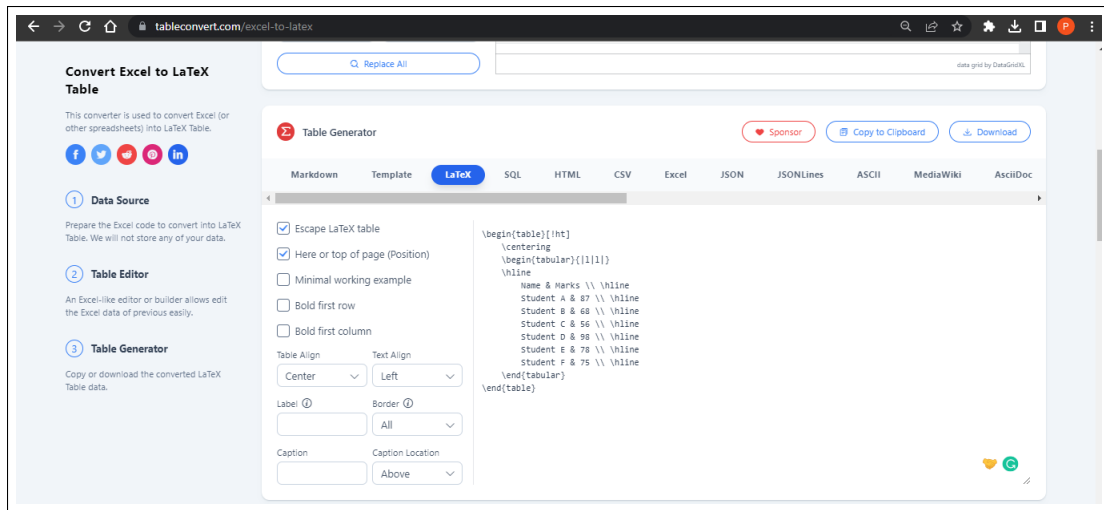 tableconvert.com/excel-to-latex
P
Convert Excel to LaTeX
Table
This converter is used to convert Excel (or
other spreadsheets) into LaTeX Table.
1 Data Source
Prepare the Excel code to convert into LaTeX
Table. We will not store any of your data.
2 Table Editor
An Excel-like editor or builder allows edit
the Excel data of previous easily.
3 Table Generator
Copy or download the converted LaTeX
Table data.
Replace All
data grid by DataGridXL
Table Generator
Sponsor
Copy to Clipboard
Download
Markdown Template LaTeX SQL HTML CSV Excel JSON JSONLines ASCII MediaWiki AsciiDoc
Escape LaTeX table
Here or top of page (Position)
Minimal working example
Bold first row
Bold first column
Table Align Text Align
Center Left
Label Border
All
Caption Caption Location
Above
\begin{table}[!ht]
\centering
\begin{tabular}{|l|l|}
\hline
Name & Marks \\ \hline
Student A & 87 \\ \hline
Student B & 68 \\ \hline
Student C & 56 \\ \hline
Student D & 98 \\ \hline
Student E & 78 \\ \hline
Student F & 75 \\ \hline
\end{tabular}
\end{table}